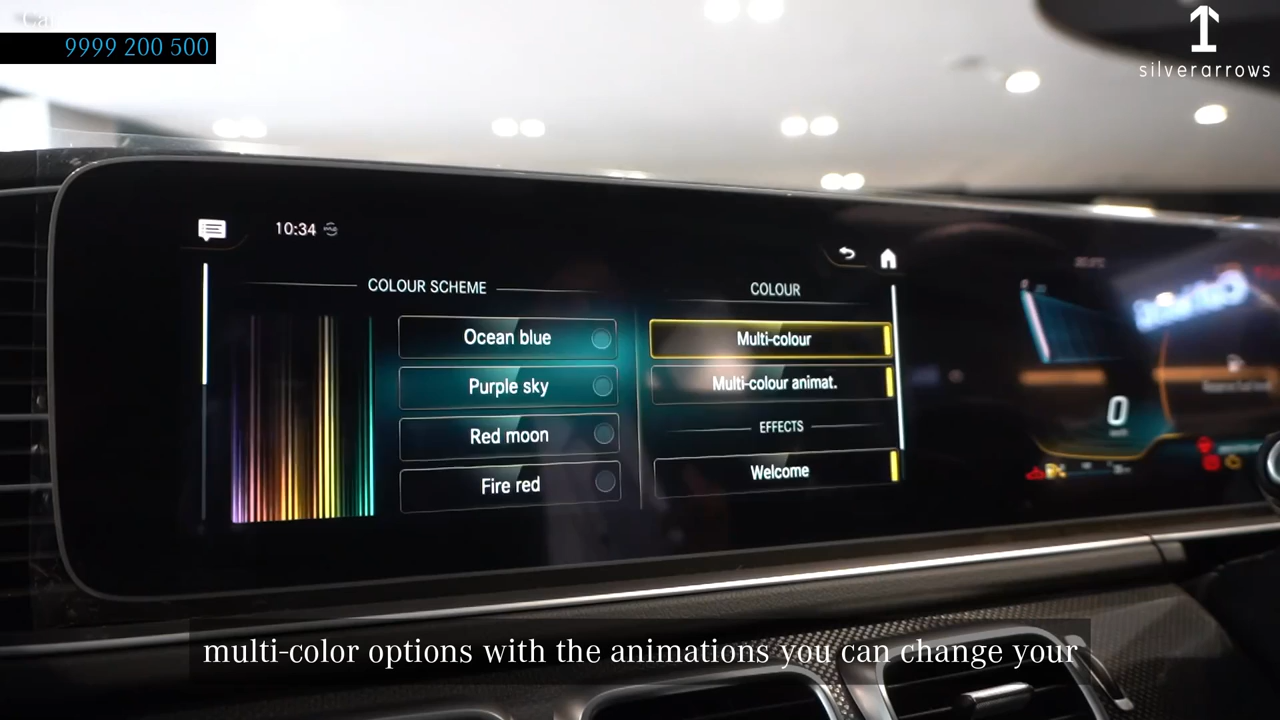 9999 200 500
silverarrows
10:34
COLOUR SCHEME
COLOUR
Ocean blue
Multi-colour
Purple sky
Multi-colour animat.
Red moon
EFFECTS
Fire red
Welcome
0
multi-color options with the animations you can change your